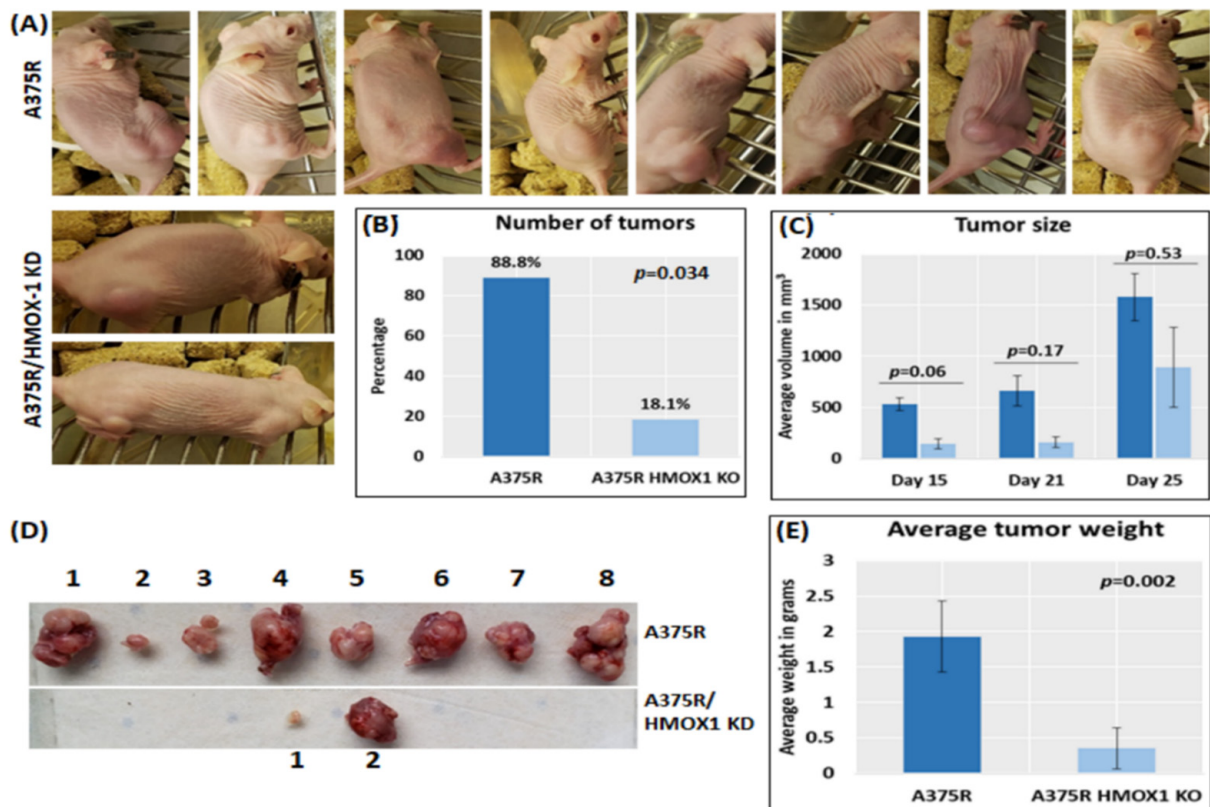 (A)
A375R
A375R/HMOX-1 KD
(B)
Number of tumors
p=0.034
88.8%
18.1%
100
80
60
40
20
0
Percentage
A375R
A375R HMOX1 KO
(C)
Tumor size
p=0.06
p=0.17
p=0.53
2000
1500
1000
500
0
Average volume in mm³
Day 15
Day 21
Day 25
(D)
1 2 3 4 5 6 7 8
A375R
A375R/
HMOX1 KD
1 2
(E)
Average tumor weight
p=0.002
3
2.5
2
1.5
1
0.5
0
Average weight in grams
A375R
A375R HMOX1 KO